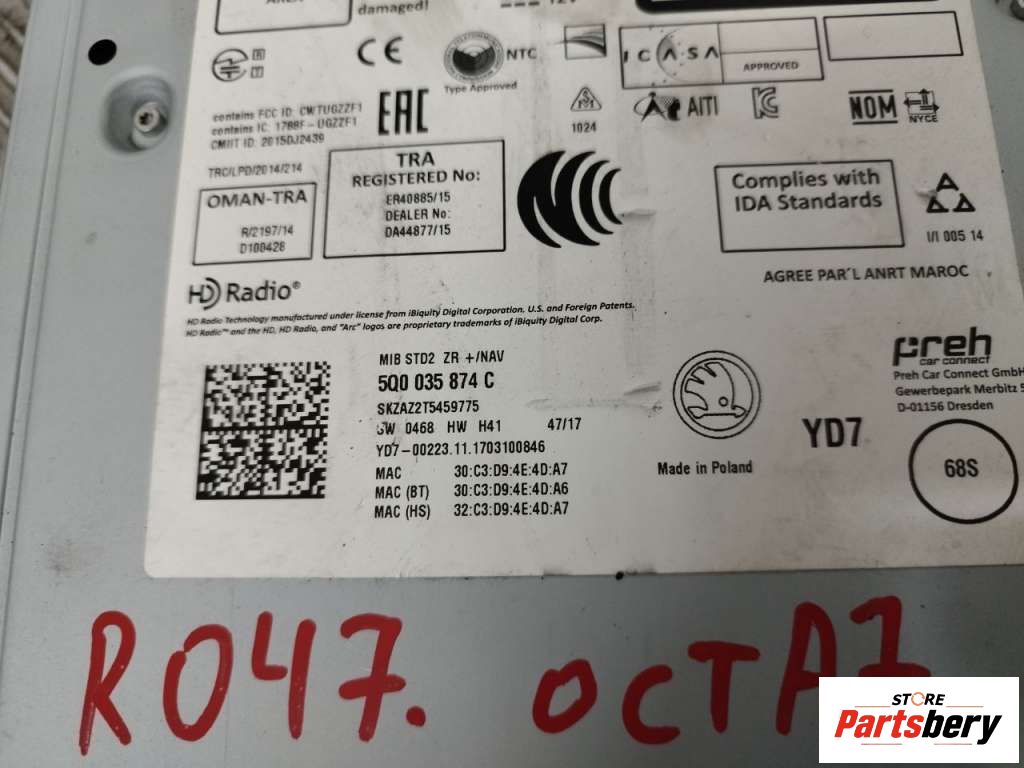 damaged!
CE
NTC
Type Approved
ICASA
APPROVED
contains FCC ID: CWTUGZZF1
contains IC: 1788F-UGZZF1
CMIIT ID: 2015DJ2439
EAC
1024
AITI
NOM
NYCE
TRC/LPD/2014/214
OMAN-TRA
R/2197/14
D100428
TRA
REGISTERED No:
ER40885/15
DEALER No:
DA44877/15
Complies with
IDA Standards
I/I 005 14
AGREE PAR´L ANRT MAROC
HD Radio®
HD Radio Technology manufactured under license from iBiquity Digital Corporation. U.S. and Foreign Patents.
HD Radio™ and the HD, HD Radio, and "Arc" logos are proprietary trademarks of iBiquity Digital Corp.
MIB STD2 ZR +/NAV
5Q0 035 874 C
SKZAZ2T5459775
SW 0468 HW H41 47/17
YD7-00223.11.1703100846
MAC 30:C3:D9:4E:4D:A7
MAC (BT) 30:C3:D9:4E:4D:A6
MAC (HS) 32:C3:D9:4E:4D:A7
Made in Poland
YD7
preh
car connect
Preh Car Connect GmbH
Gewerbepark Merbitz 5
D-01156 Dresden
68S
R047. OCTA7
STORE
Partsbery